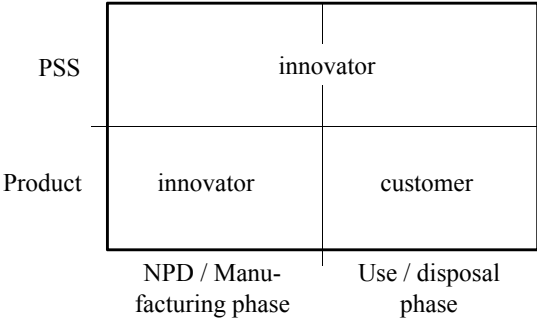 PSS
innovator
Product
innovator
customer
NPD / Manu-
facturing phase
Use / disposal
phase